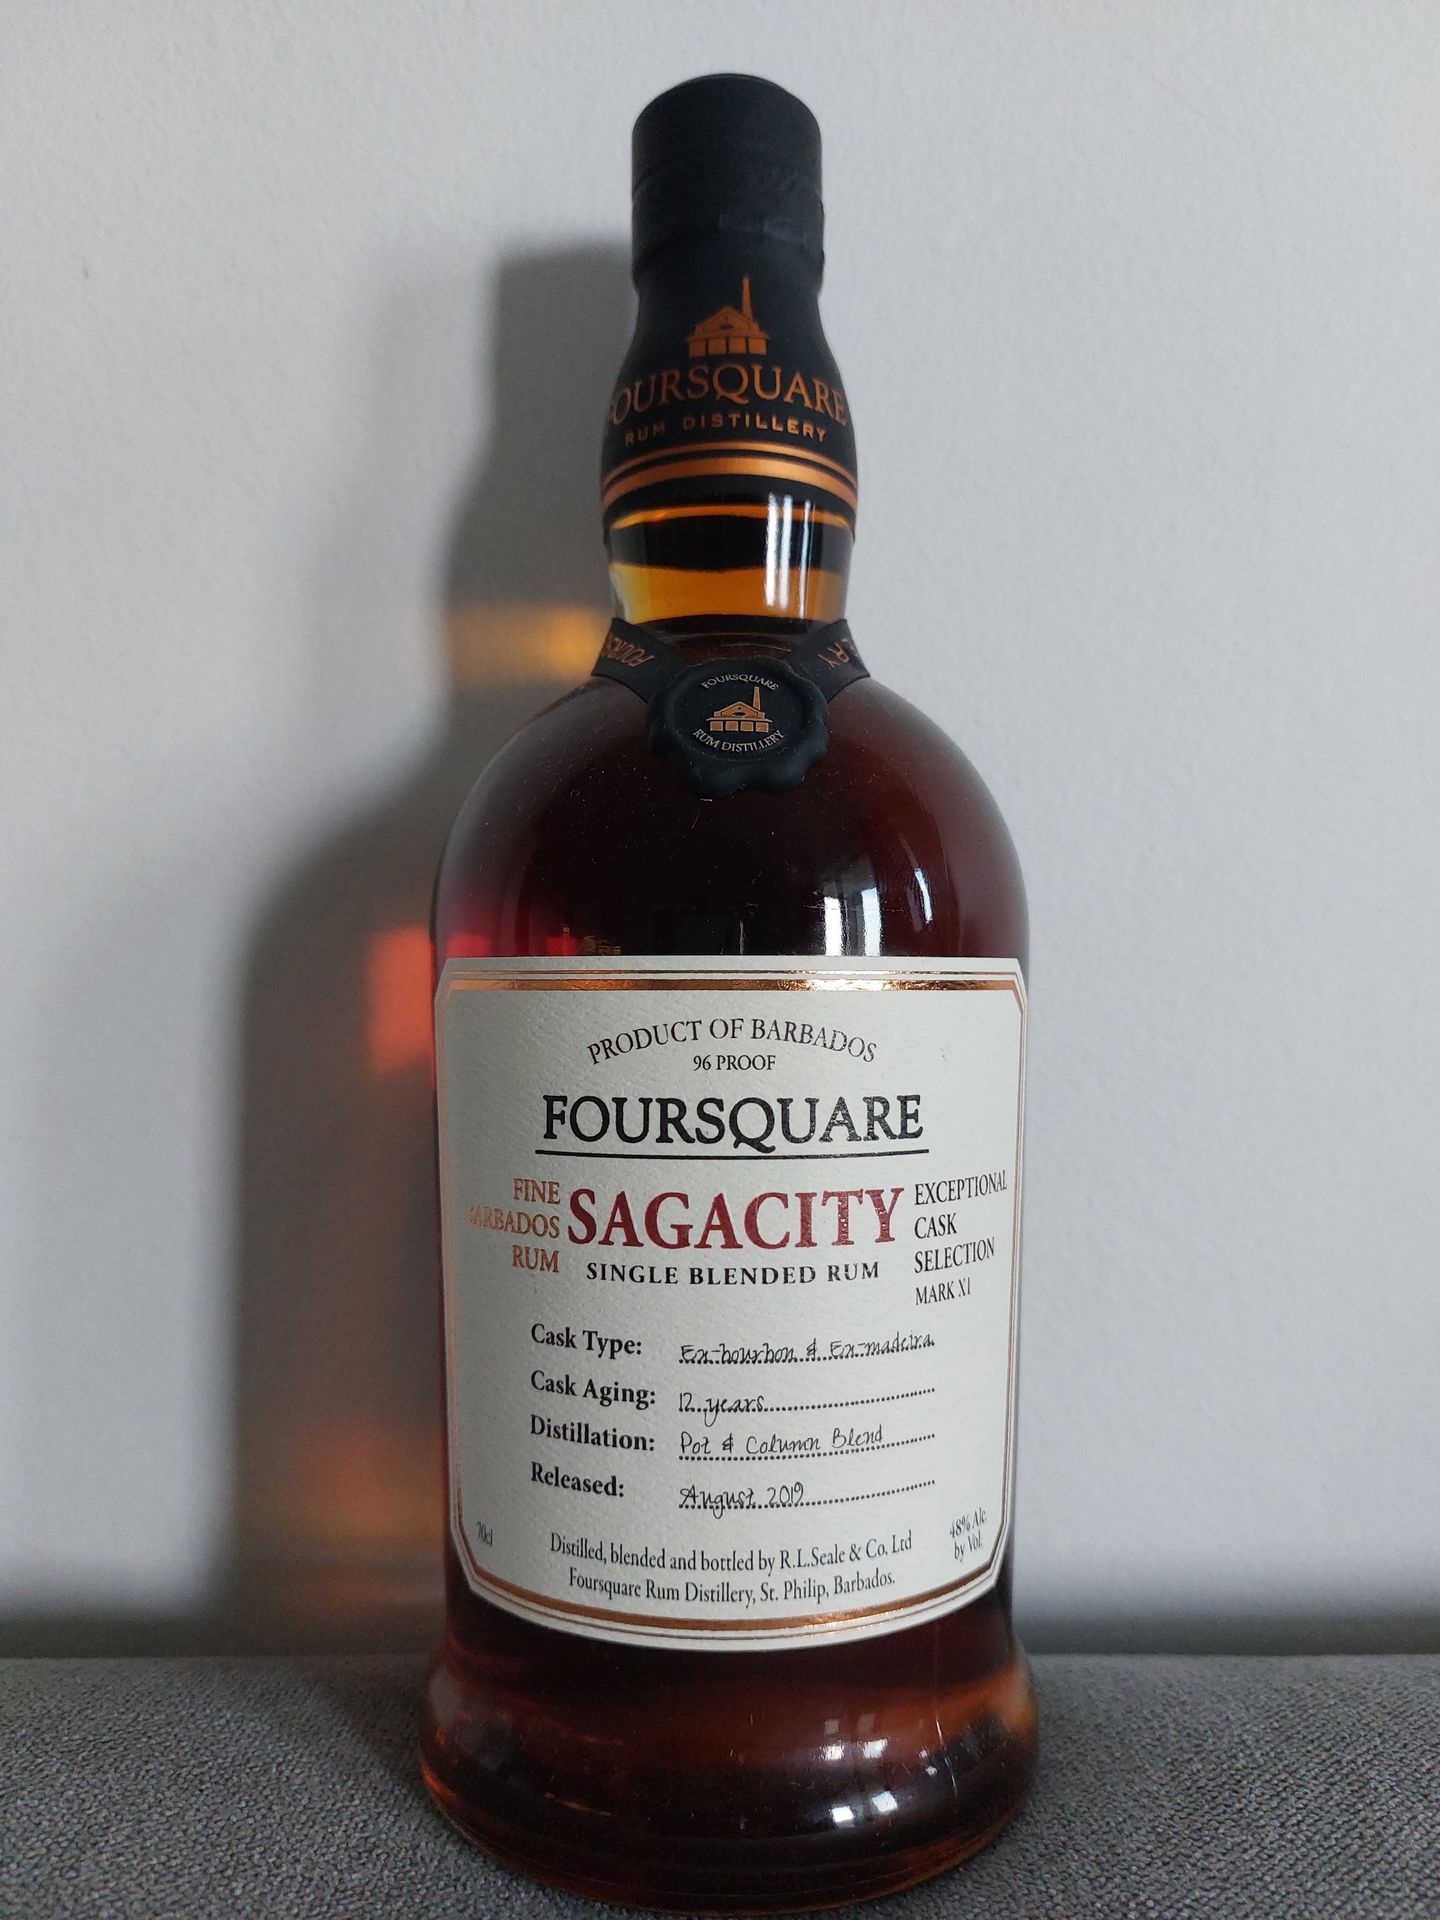 FOURSQUARE
RUM DISTILLERY
FOURSQUARE
RUM DISTILLERY
PRODUCT OF BARBADOS
96 PROOF
FOURSQUARE
FINE
BARBADOS
RUM
SAGACITY
SINGLE BLENDED RUM
EXCEPTIONAL
CASK
SELECTION
MARK XI
Cask Type: Ex-bourbon & Ex-madeira
Cask Aging: 12 years
Distillation: Pot & Column Blend
Released: August 2019
70cl
48% Alc.
by Vol.
Distilled, blended and bottled by R.L.Seale & Co. Ltd
Foursquare Rum Distillery, St. Philip, Barbados.